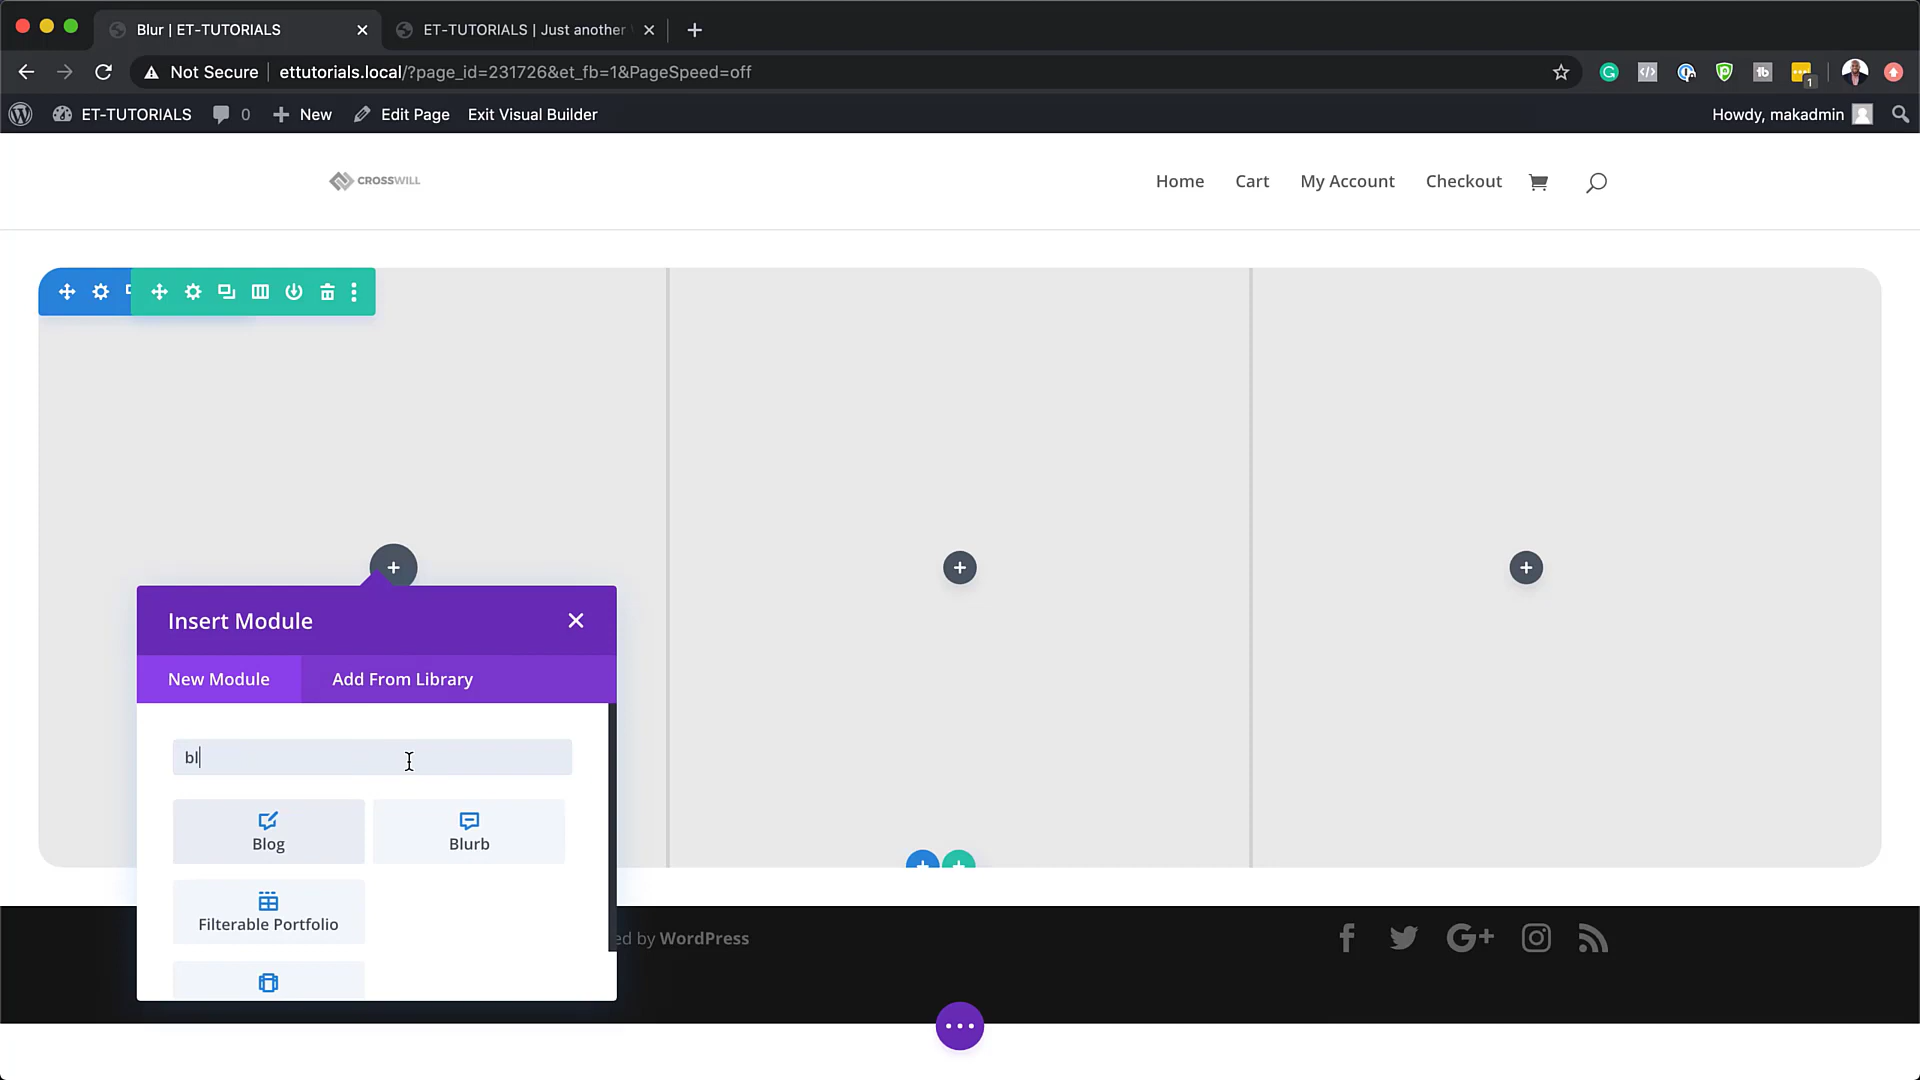 Blur | ET-TUTORIALS
ET-TUTORIALS | Just another
Not Secure
ettutorials.local/?page_id=231726&et_fb=1&PageSpeed=off
1
ET-TUTORIALS
0
New
Edit Page
Exit Visual Builder
Howdy, makadmin
CROSSWILL
Home
Cart
My Account
Checkout
Insert Module
New Module
Add From Library
bl
Blog
Blurb
Filterable Portfolio
ed by WordPress